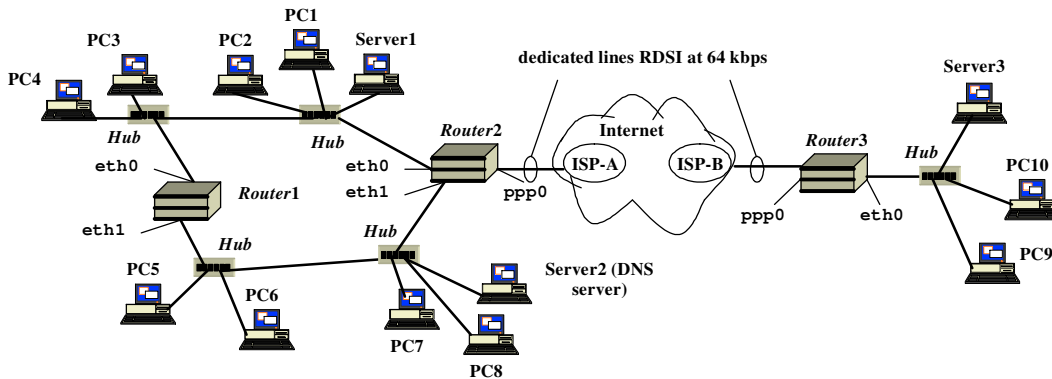 PC1
PC3
PC2
Server1
PC4
dedicated lines RDSI at 64 kbps
Server3
Hub
Hub
Router2
Internet
Router3
Hub
eth0
eth0
ISP-A
ISP-B
PC10
Router1
eth1
ppp0
ppp0
eth0
eth1
Hub
Hub
PC9
PC5
Server2 (DNS
server)
PC6
PC7
PC8